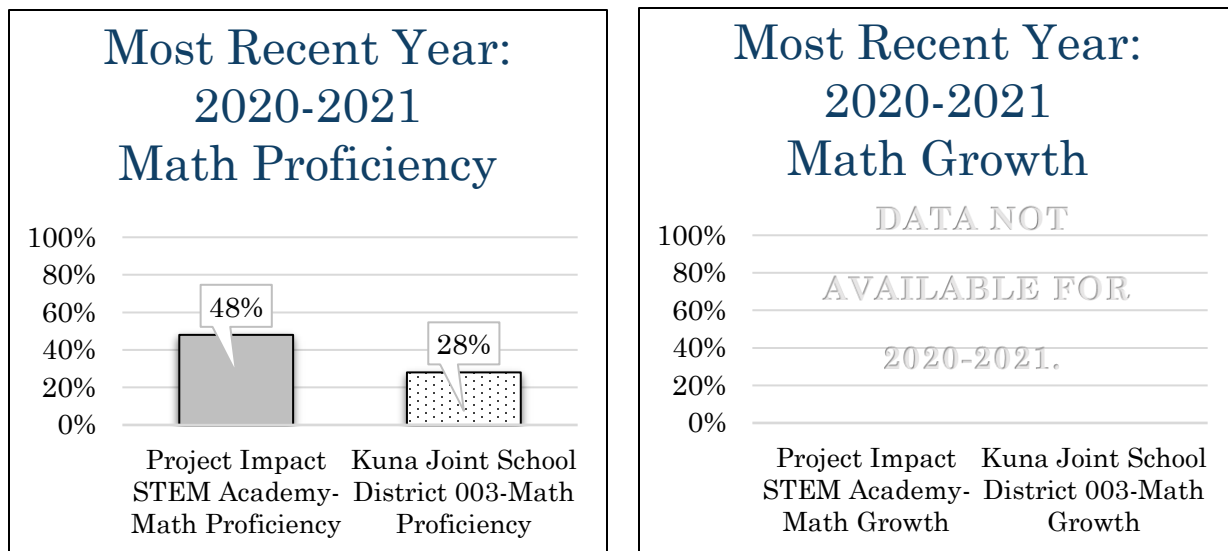 Most Recent Year:
2020-2021
Math Proficiency
100%
80%
60%
40%
20%
0%
48%
28%
Project Impact
STEM Academy-
Math Proficiency
Kuna Joint School
District 003-Math
Proficiency
Most Recent Year:
2020-2021
Math Growth
DATA NOT
AVAILABLE FOR
2020-2021.
100%
80%
60%
40%
20%
0%
Project Impact
STEM Academy-
Math Growth
Kuna Joint School
District 003-Math
Growth